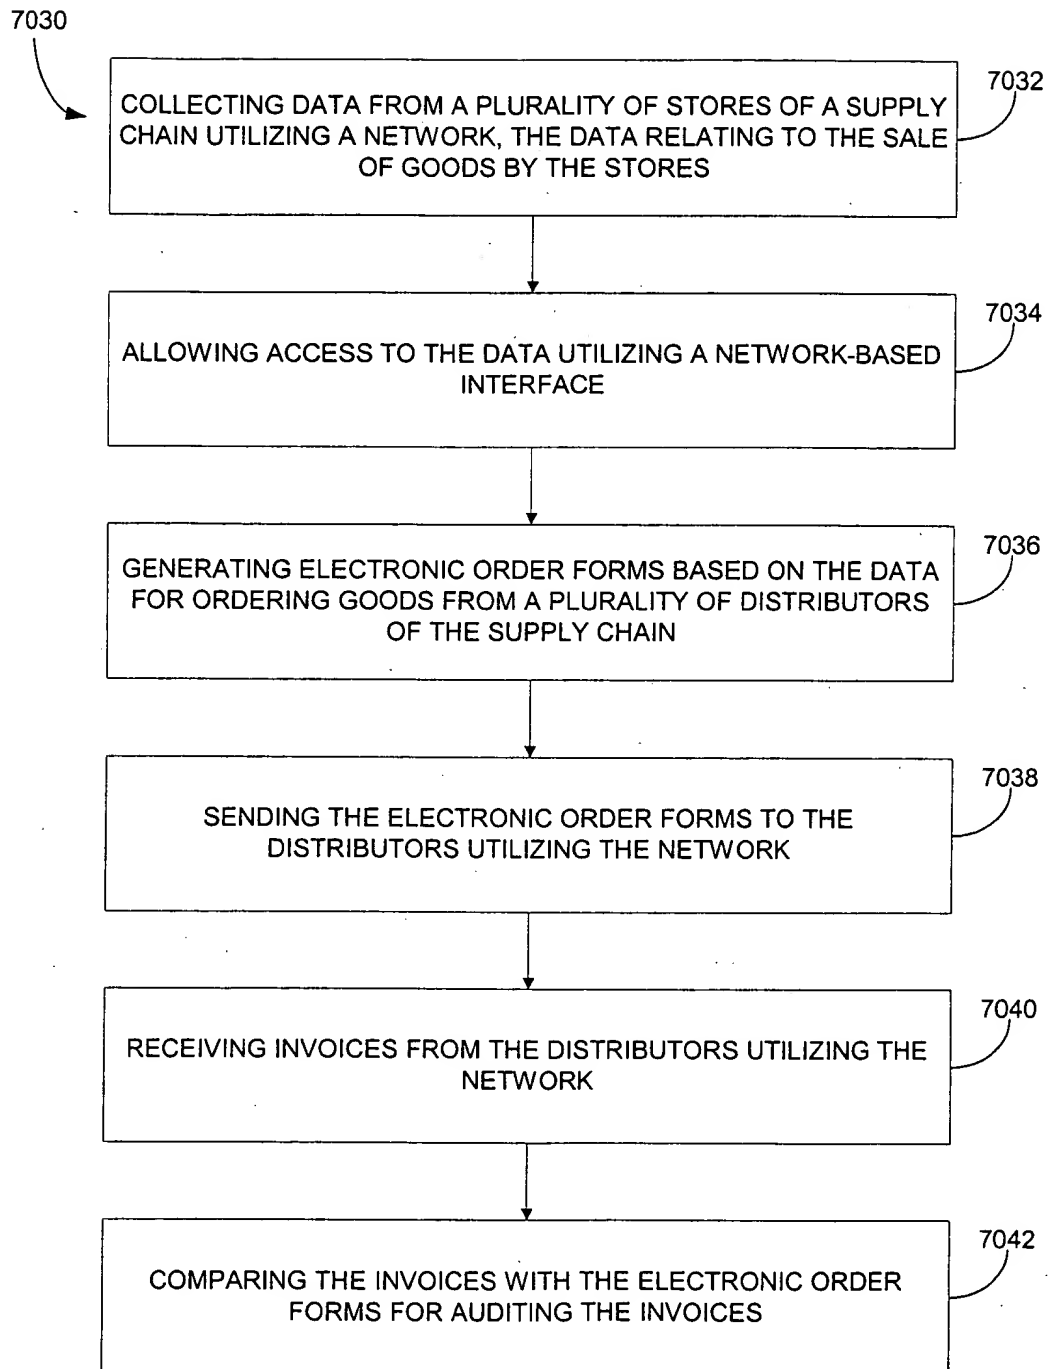 7030
7032
COLLECTING DATA FROM A PLURALITY OF STORES OF A SUPPLY
CHAIN UTILIZING A NETWORK, THE DATA RELATING TO THE SALE
OF GOODS BY THE STORES
7034
ALLOWING ACCESS TO THE DATA UTILIZING A NETWORK-BASED
INTERFACE
7036
GENERATING ELECTRONIC ORDER FORMS BASED ON THE DATA
FOR ORDERING GOODS FROM A PLURALITY OF DISTRIBUTORS
OF THE SUPPLY CHAIN
7038
SENDING THE ELECTRONIC ORDER FORMS TO THE
DISTRIBUTORS UTILIZING THE NETWORK
7040
RECEIVING INVOICES FROM THE DISTRIBUTORS UTILIZING THE
NETWORK
7042
COMPARING THE INVOICES WITH THE ELECTRONIC ORDER
FORMS FOR AUDITING THE INVOICES